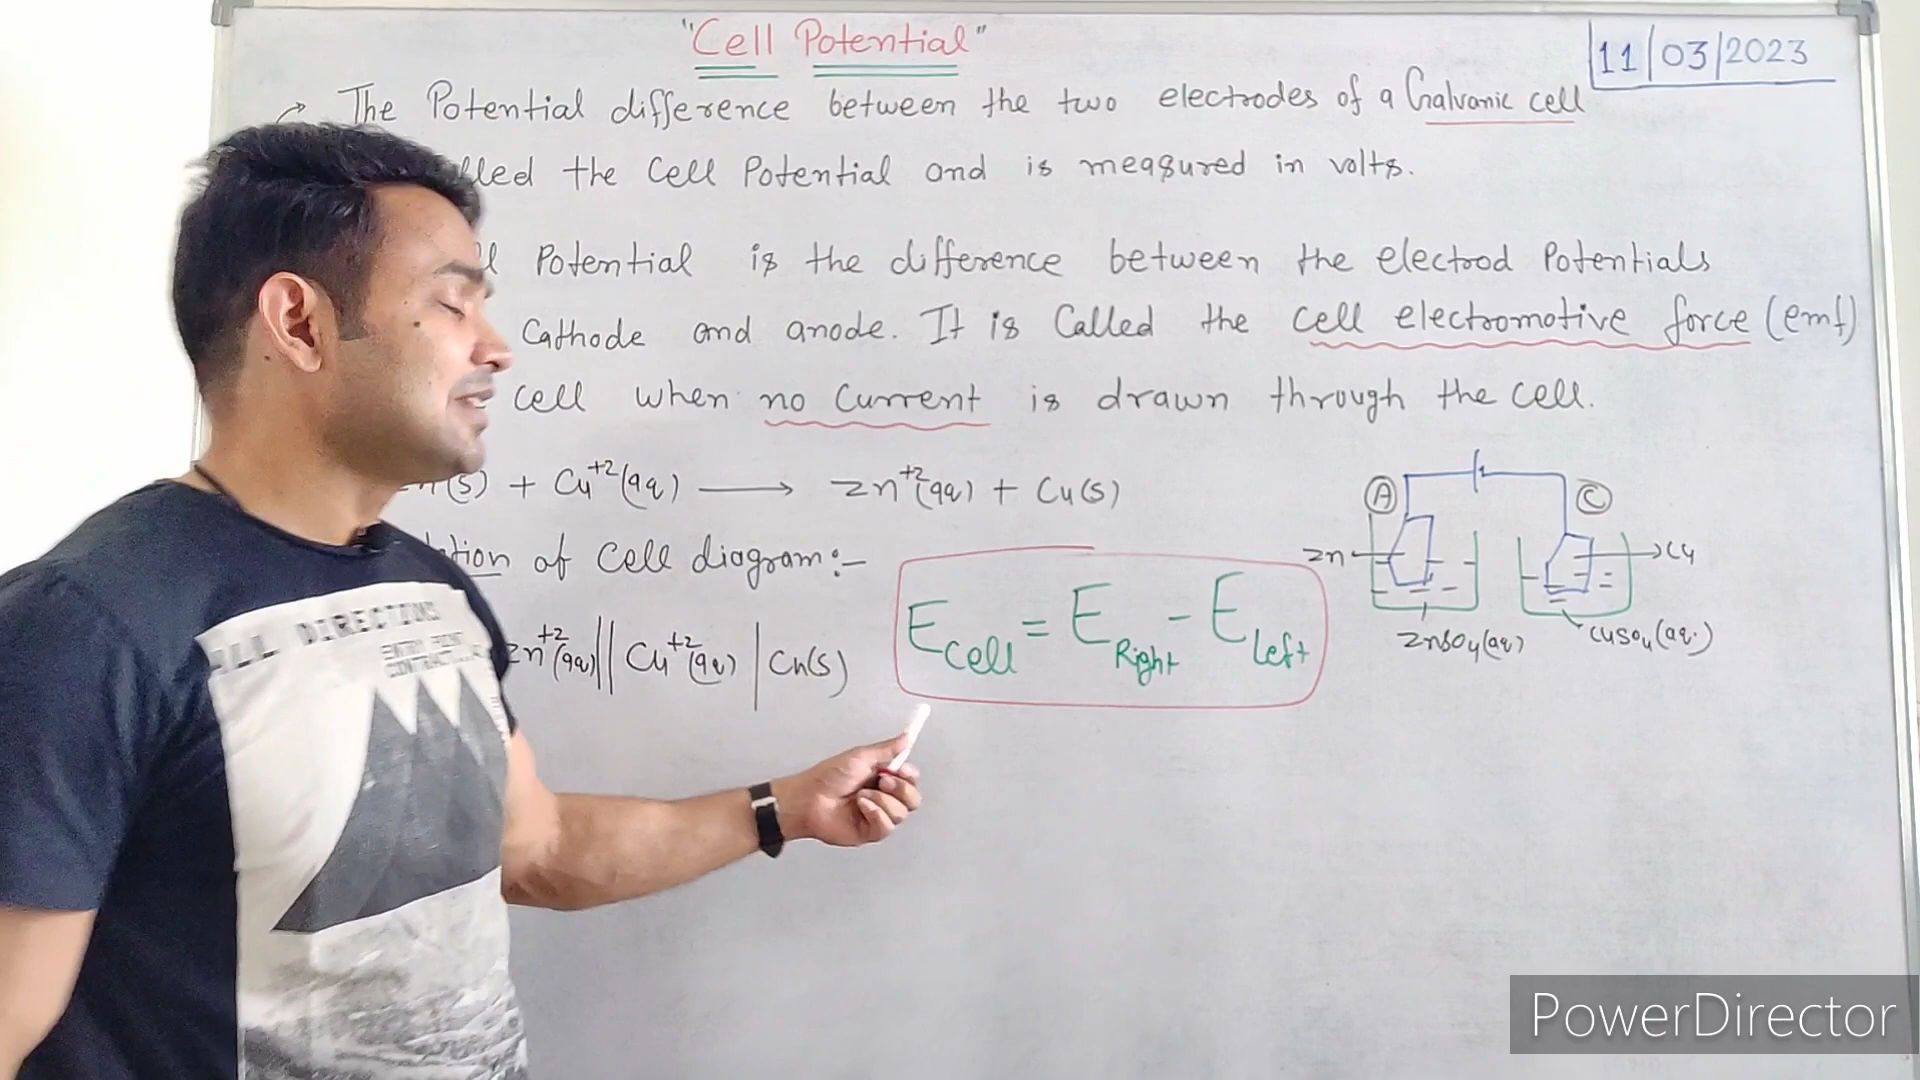 "Cell Potential"
11/03/2023
The Potential difference between the two electrodes of a Galvanic cell
lled the Cell Potential and is measured in volts.
l Potential is the difference between the electrod Potentials
Cathode and anode. It is Called the cell electromotive force (emf)
cell when no current is drawn through the cell.
(s) + Cu+2(aq) ⟶ Zn+2(aq) + Cu(s)
tation of Cell diagram:-
Zn+2(aq) || Cu+2(aq) | Cu(s)
Ecell = ERight - ELeft
A C
Zn Cu
ZnSO4(aq) CuSO4(aq.)
ALL DIRECTIONS
PowerDirector